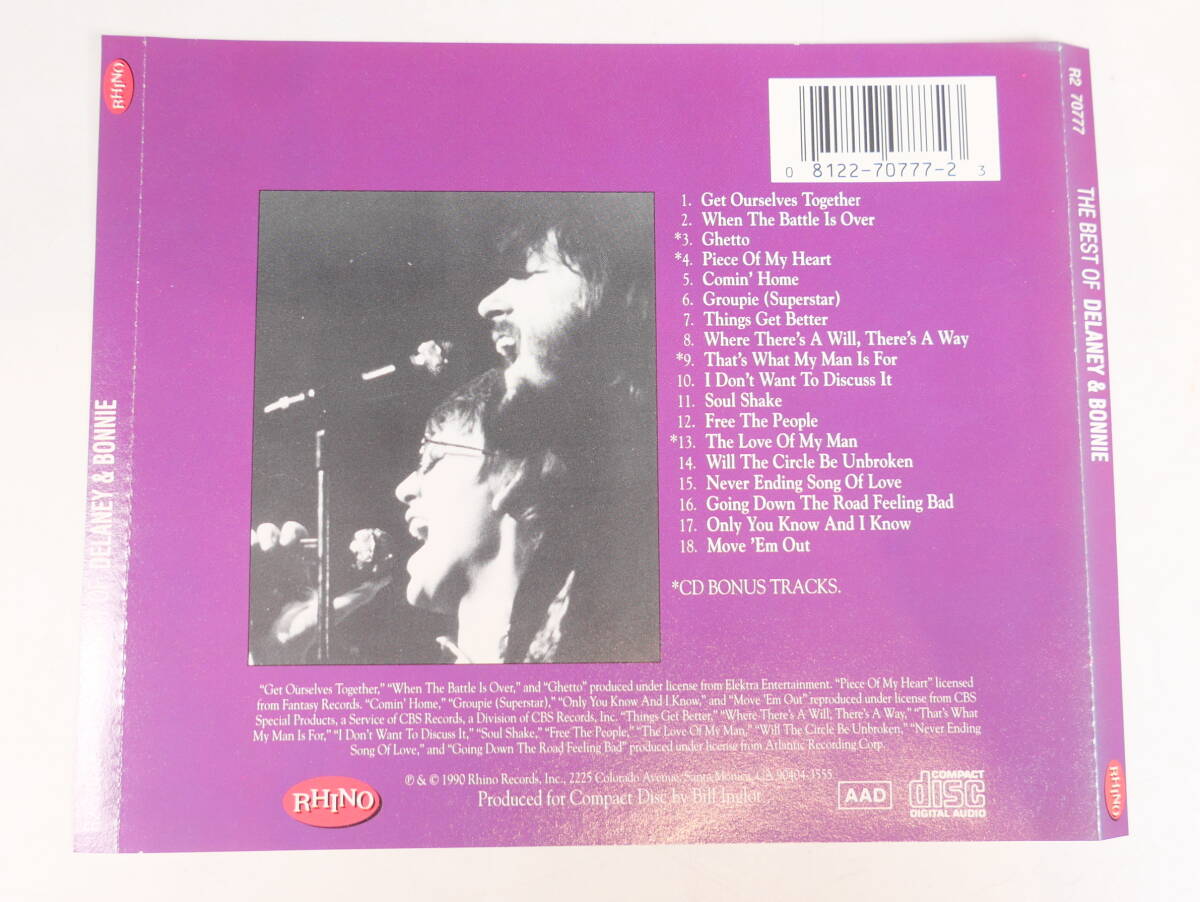 RHINO
OF DELANEY & BONNIE
R2 70777
THE BEST OF DELANEY & BONNIE
RHINO
0 8122-70777-2 3
1. Get Ourselves Together
2. When The Battle Is Over
*3. Ghetto
*4. Piece Of My Heart
5. Comin' Home
6. Groupie (Superstar)
7. Things Get Better
8. Where There's A Will, There's A Way
*9. That's What My Man Is For
10. I Don't Want To Discuss It
11. Soul Shake
12. Free The People
*13. The Love Of My Man
14. Will The Circle Be Unbroken
15. Never Ending Song Of Love
16. Going Down The Road Feeling Bad
17. Only You Know And I Know
18. Move 'Em Out
*CD BONUS TRACKS.
“Get Ourselves Together,” “When The Battle Is Over,” and “Ghetto” produced under license from Elektra Entertainment. “Piece Of My Heart” licensed
from Fantasy Records. “Comin' Home,” “Groupie (Superstar),” “Only You Know And I Know,” and “Move 'Em Out” reproduced under license from CBS
Special Products, a Service of CBS Records, a Division of CBS Records, Inc. “Things Get Better,” “Where There's A Will, There's A Way,” “That's What
My Man Is For,” “I Don't Want To Discuss It,” “Soul Shake,” “Free The People,” “The Love Of My Man,” “Will The Circle Be Unbroken,” “Never Ending
Song Of Love,” and “Going Down The Road Feeling Bad” produced under license from Atlantic Recording Corp.
℗ & © 1990 Rhino Records, Inc., 2225 Colorado Avenue, Santa Monica, CA 90404-3555
Produced for Compact Disc by Bill Inglot
RHINO
AAD
COMPACT
disc
DIGITAL AUDIO